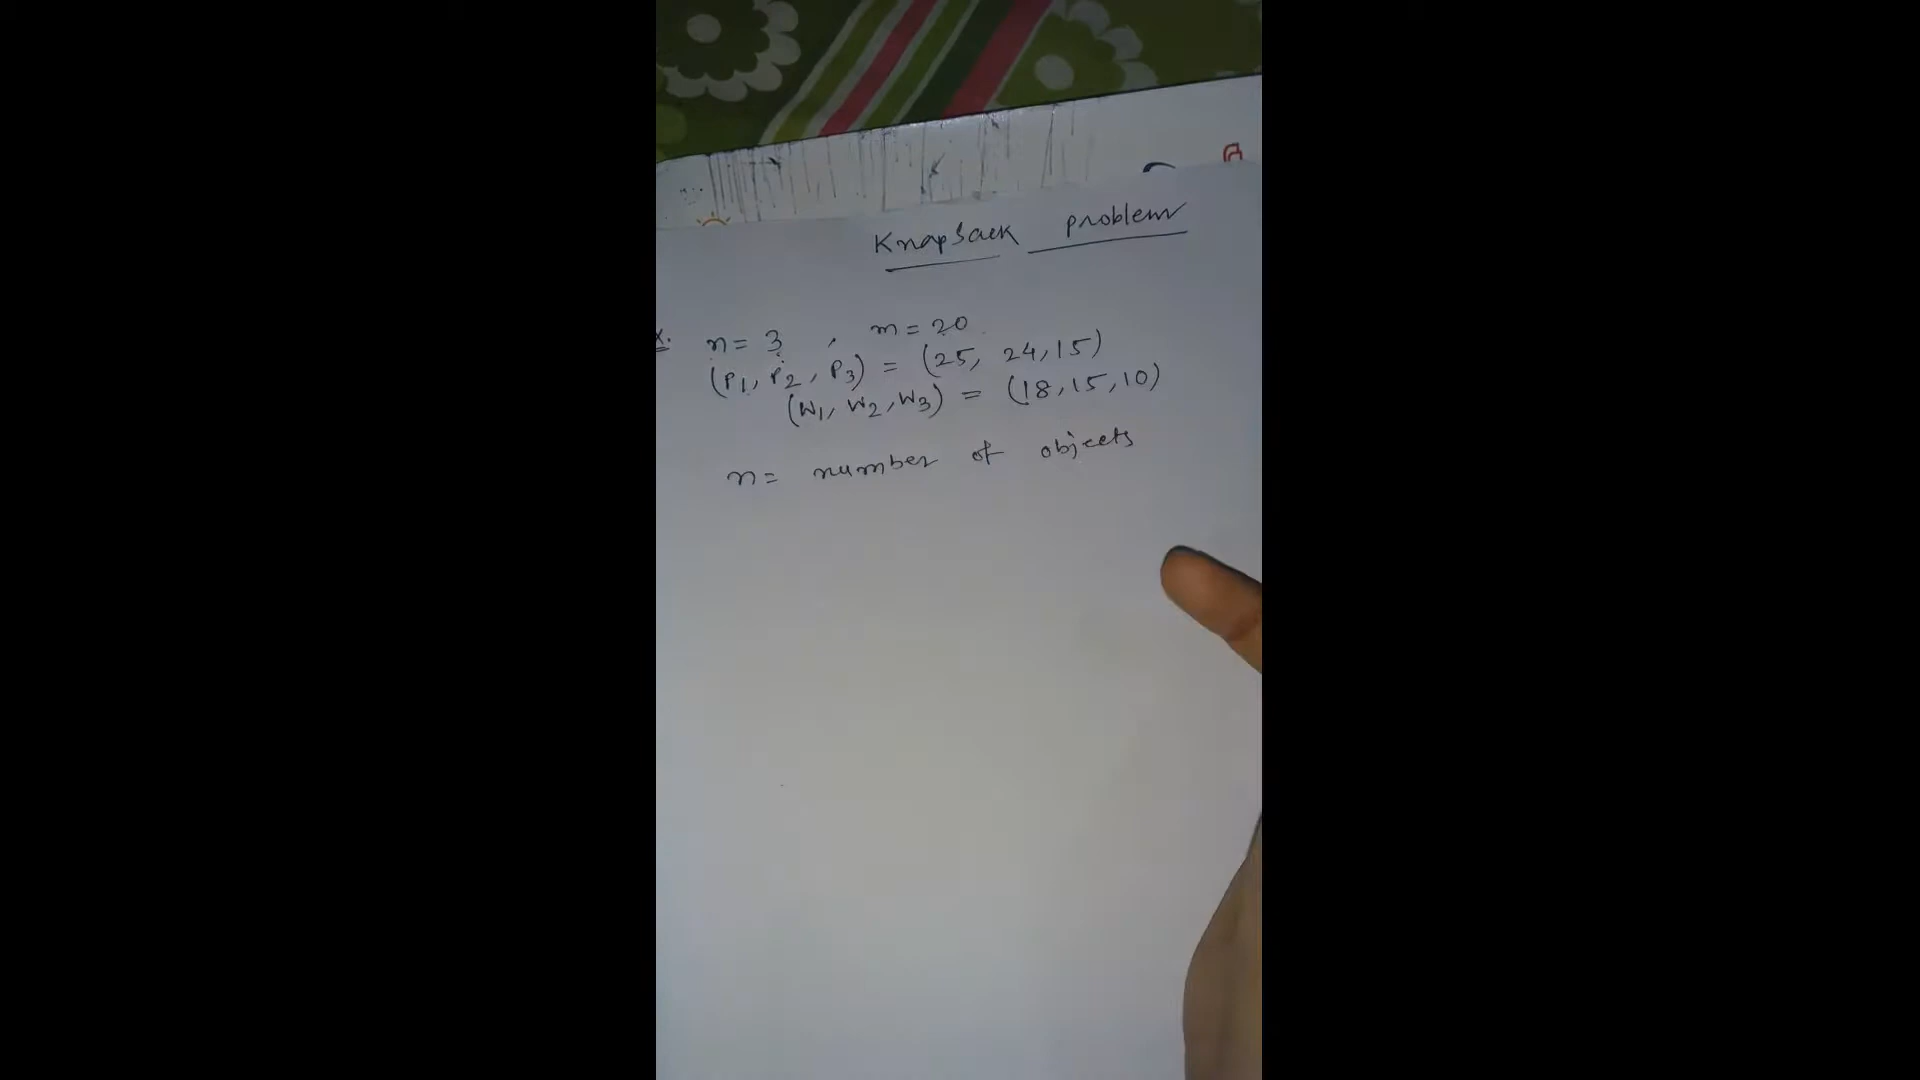 Knapsack problem
n = 3 , m = 20
(P1, P2, P3) = (25, 24, 15)
(W1, W2, W3) = (18, 15, 10)
n = number of objects